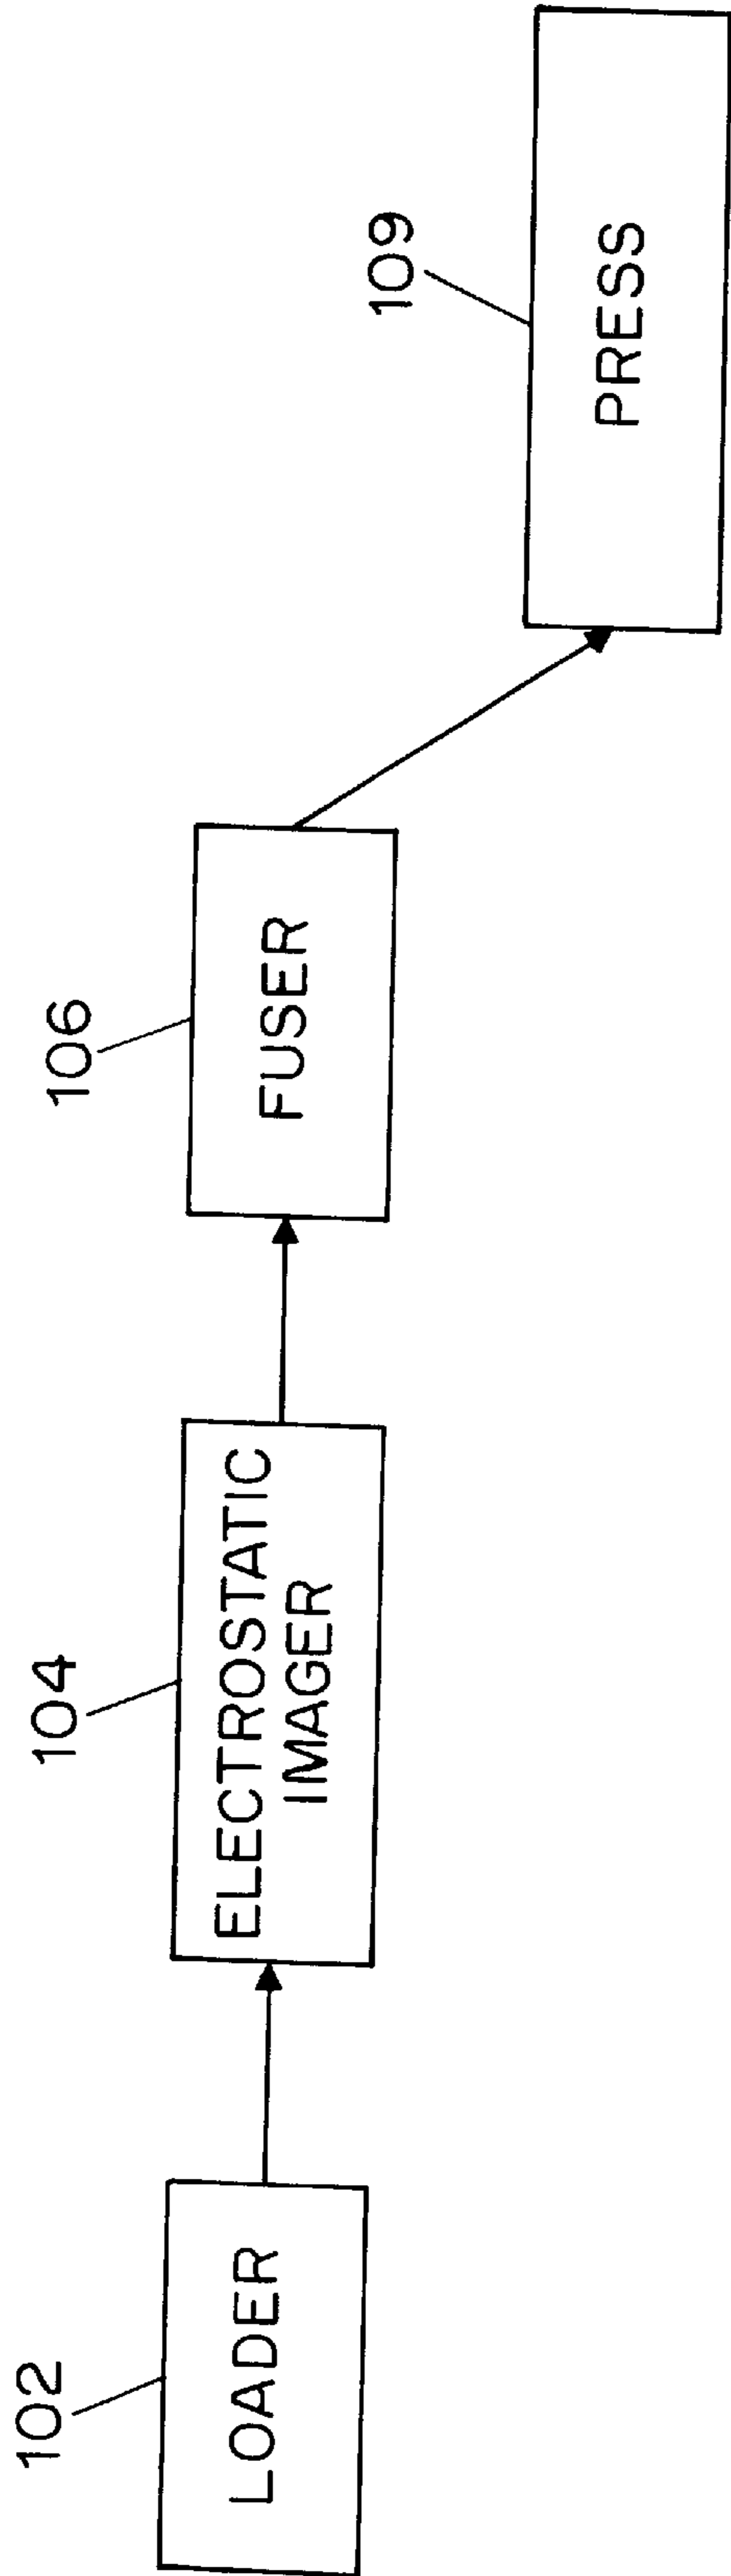 102
LOADER
104
ELECTROSTATIC
IMAGER
106
FUSER
109
PRESS